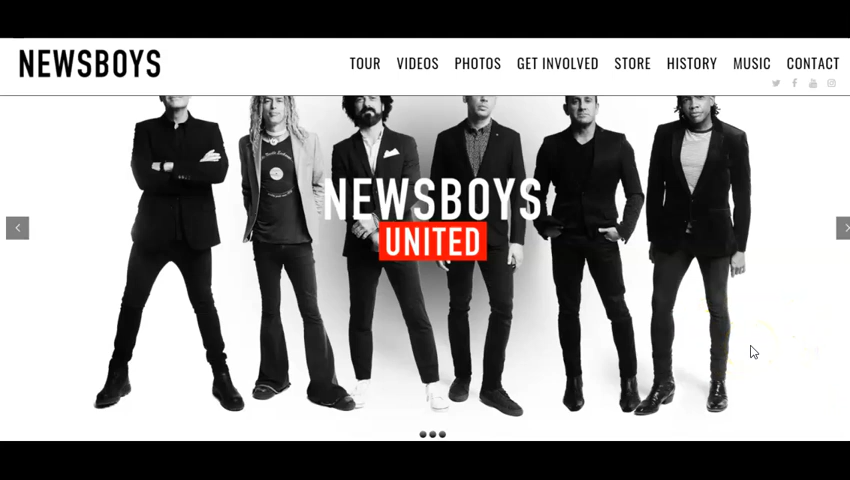 NEWSBOYS
TOUR VIDEOS PHOTOS GET INVOLVED STORE HISTORY MUSIC CONTACT
NEWSBOYS
UNITED